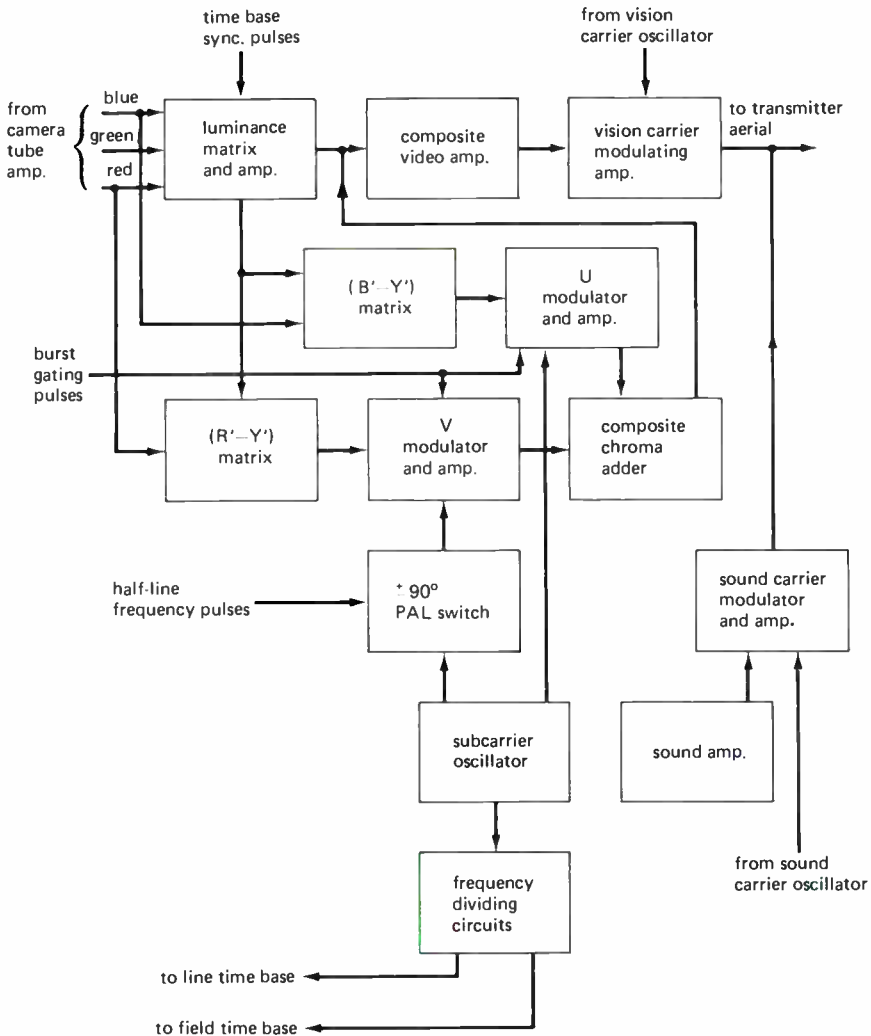 time base
sync. pulses
from vision
carrier oscillator
from
camera
tube
amp.
blue
green
red
luminance
matrix
and amp.
composite
video amp.
vision carrier
modulating
amp.
to transmitter
aerial
(B'–Y')
matrix
U
modulator
and amp.
burst
gating
pulses
(R'–Y')
matrix
V
modulator
and amp.
composite
chroma
adder
half-line
frequency pulses
±90°
PAL switch
sound carrier
modulator
and amp.
subcarrier
oscillator
sound amp.
from sound
carrier oscillator
frequency
dividing
circuits
to line time base
to field time base